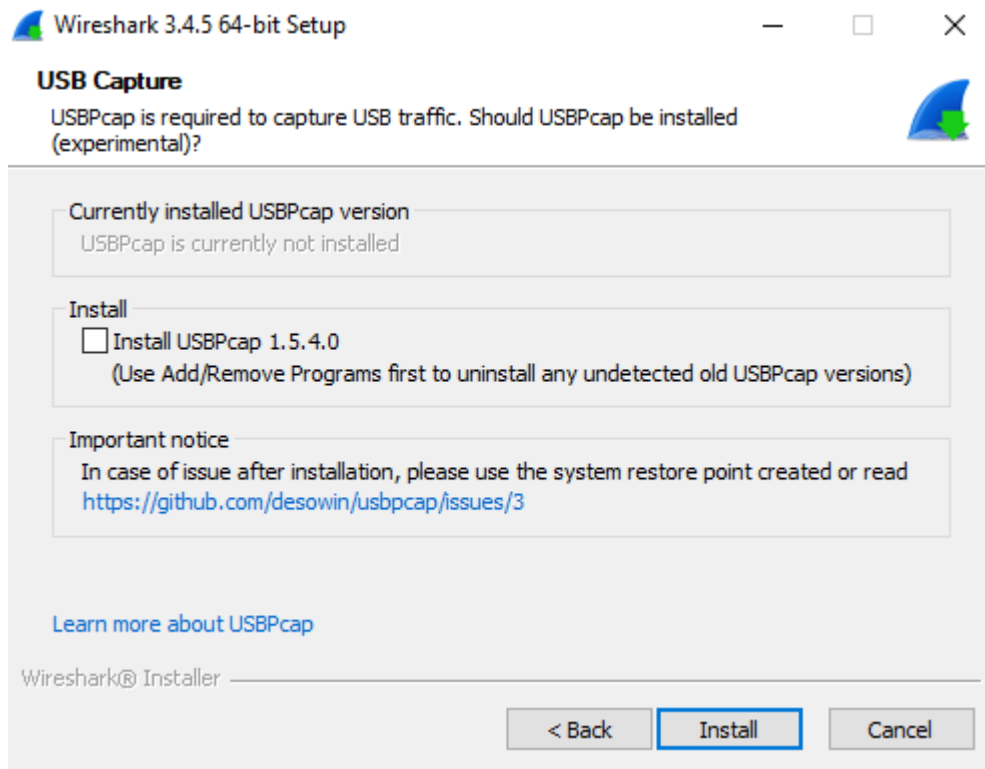 Wireshark 3.4.5 64-bit Setup
USB Capture
USBPcap is required to capture USB traffic. Should USBPcap be installed
(experimental)?
Currently installed USBPcap version
USBPcap is currently not installed
Install
Install USBPcap 1.5.4.0
(Use Add/Remove Programs first to uninstall any undetected old USBPcap versions)
Important notice
In case of issue after installation, please use the system restore point created or read
https://github.com/desowin/usbpcap/issues/3
Learn more about USBPcap
Wireshark® Installer
< Back Install Cancel